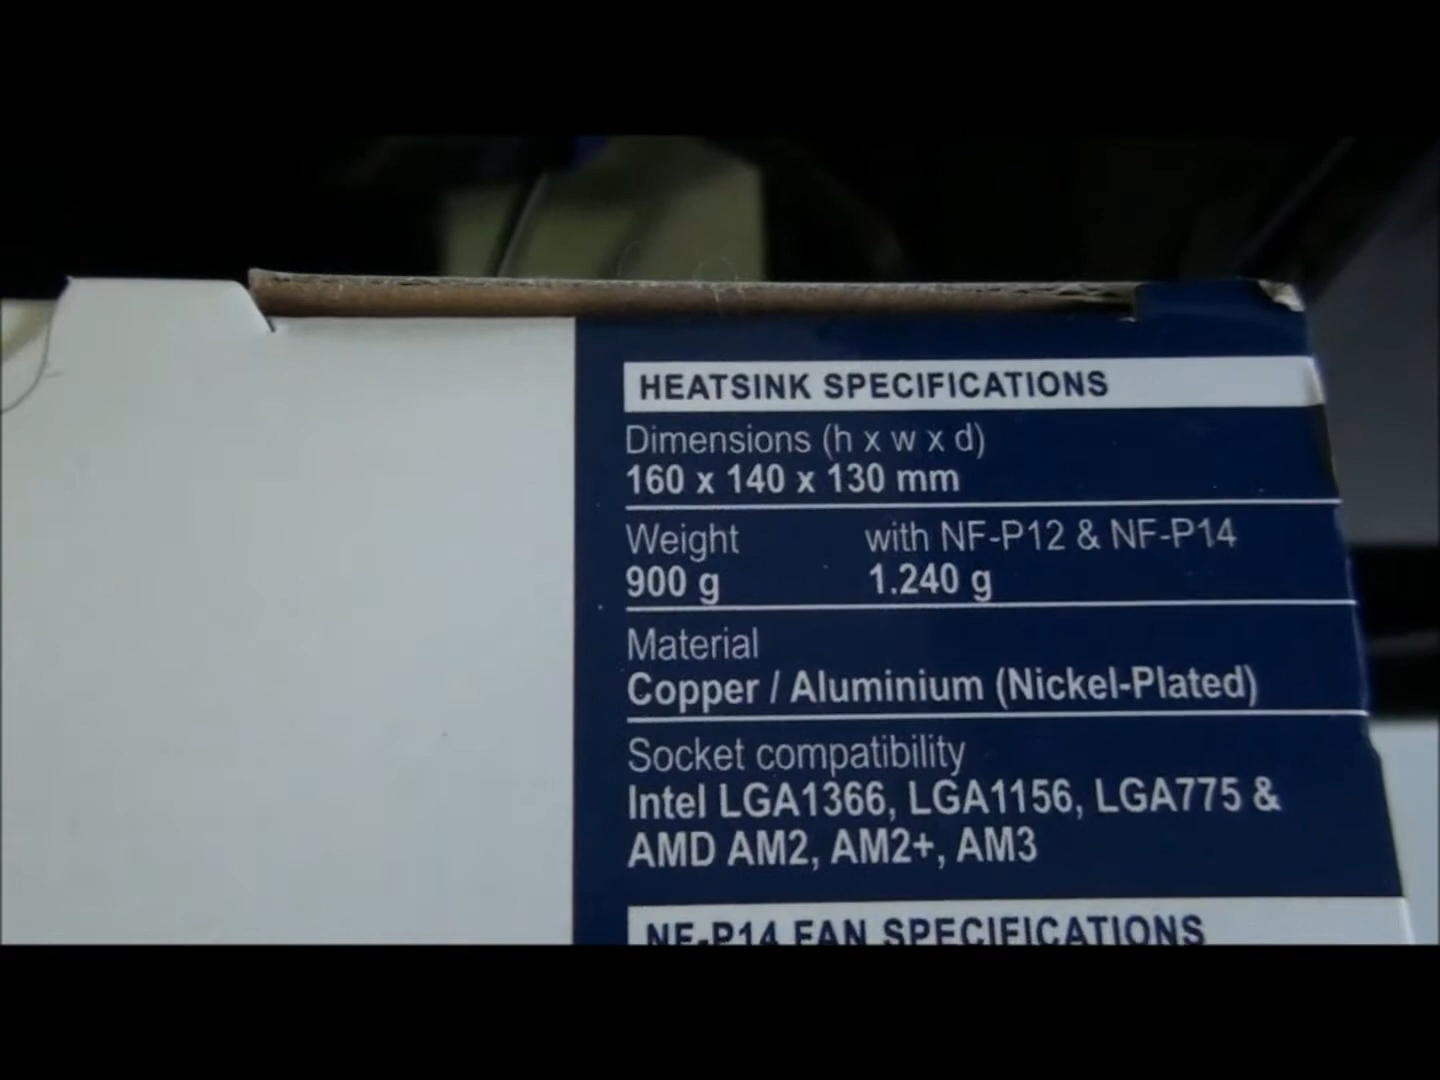 HEATSINK SPECIFICATIONS
Dimensions (h x w x d)
160 x 140 x 130 mm
Weight with NF-P12 & NF-P14
900 g 1.240 g
Material
Copper / Aluminium (Nickel-Plated)
Socket compatibility
Intel LGA1366, LGA1156, LGA775 &
AMD AM2, AM2+, AM3
NF-P14 FAN SPECIFICATIONS